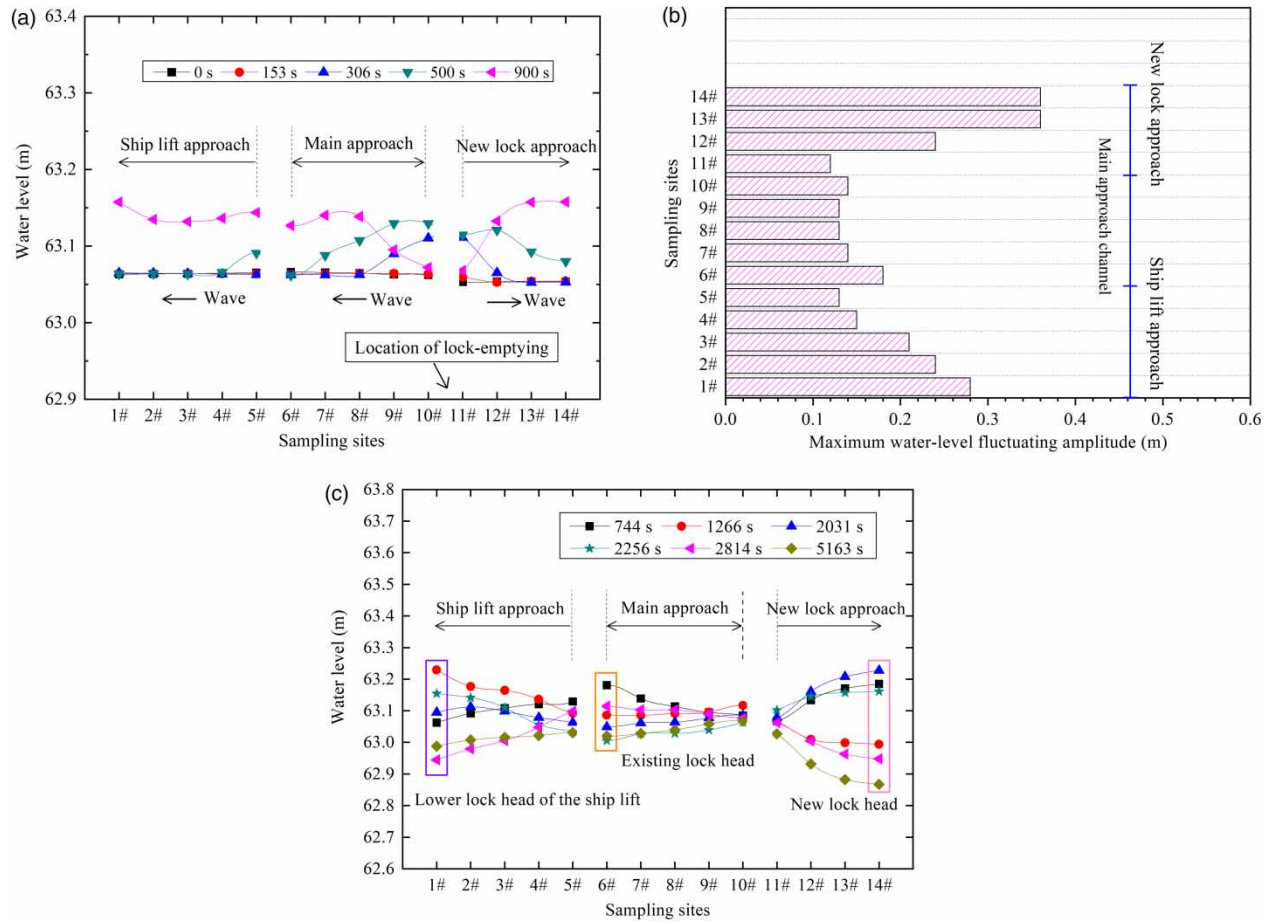 (a)
63.4
63.3
63.2
63.1
63.0
62.9
Water level (m)
0 s 153 s 306 s 500 s 900 s
Ship lift approach
Main approach
New lock approach
Wave
Wave
Wave
Location of lock-emptying
1# 2# 3# 4# 5# 6# 7# 8# 9# 10# 11# 12# 13# 14#
Sampling sites
(b)
14#
13#
12#
11#
10#
9#
8#
7#
6#
5#
4#
3#
2#
1#
Sampling sites
New lock approach
Main approach channel
Ship lift approach
0.0 0.1 0.2 0.3 0.4 0.5 0.6
Maximum water-level fluctuating amplitude (m)
(c)
63.8
63.7
63.6
63.5
63.4
63.3
63.2
63.1
63.0
62.9
62.8
62.7
62.6
Water level (m)
744 s 1266 s 2031 s
2256 s 2814 s 5163 s
Ship lift approach
Main approach
New lock approach
Existing lock head
Lower lock head of the ship lift
New lock head
1# 2# 3# 4# 5# 6# 7# 8# 9# 10# 11# 12# 13# 14#
Sampling sites